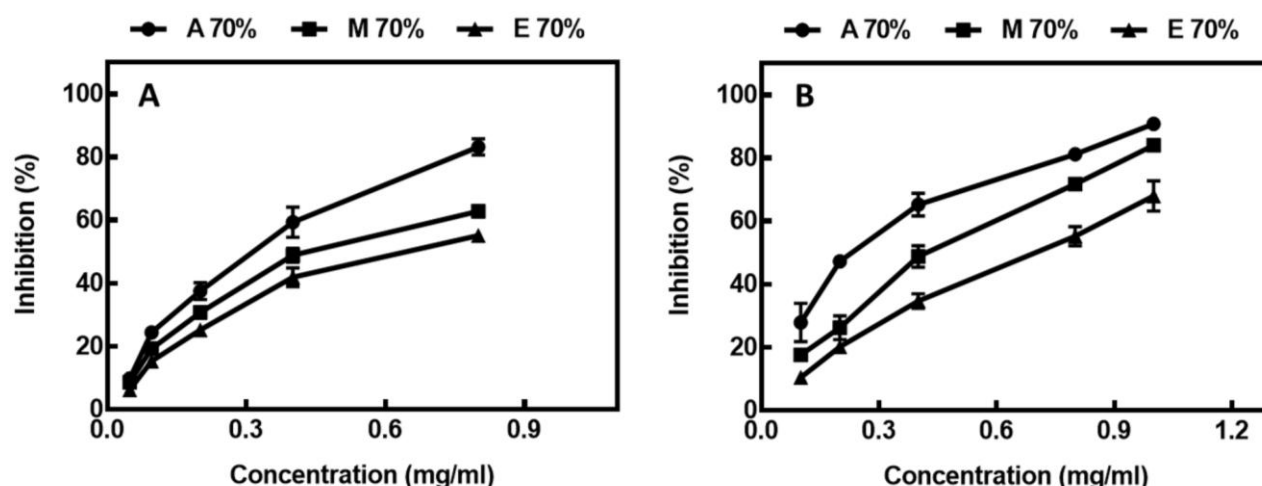 A 70% M 70% E 70%
A
Inhibition (%)
100
80
60
40
20
0
0.0 0.3 0.6 0.9
Concentration (mg/ml)
A 70% M 70% E 70%
B
Inhibition (%)
100
80
60
40
20
0
0.0 0.3 0.6 0.9 1.2
Concentration (mg/ml)